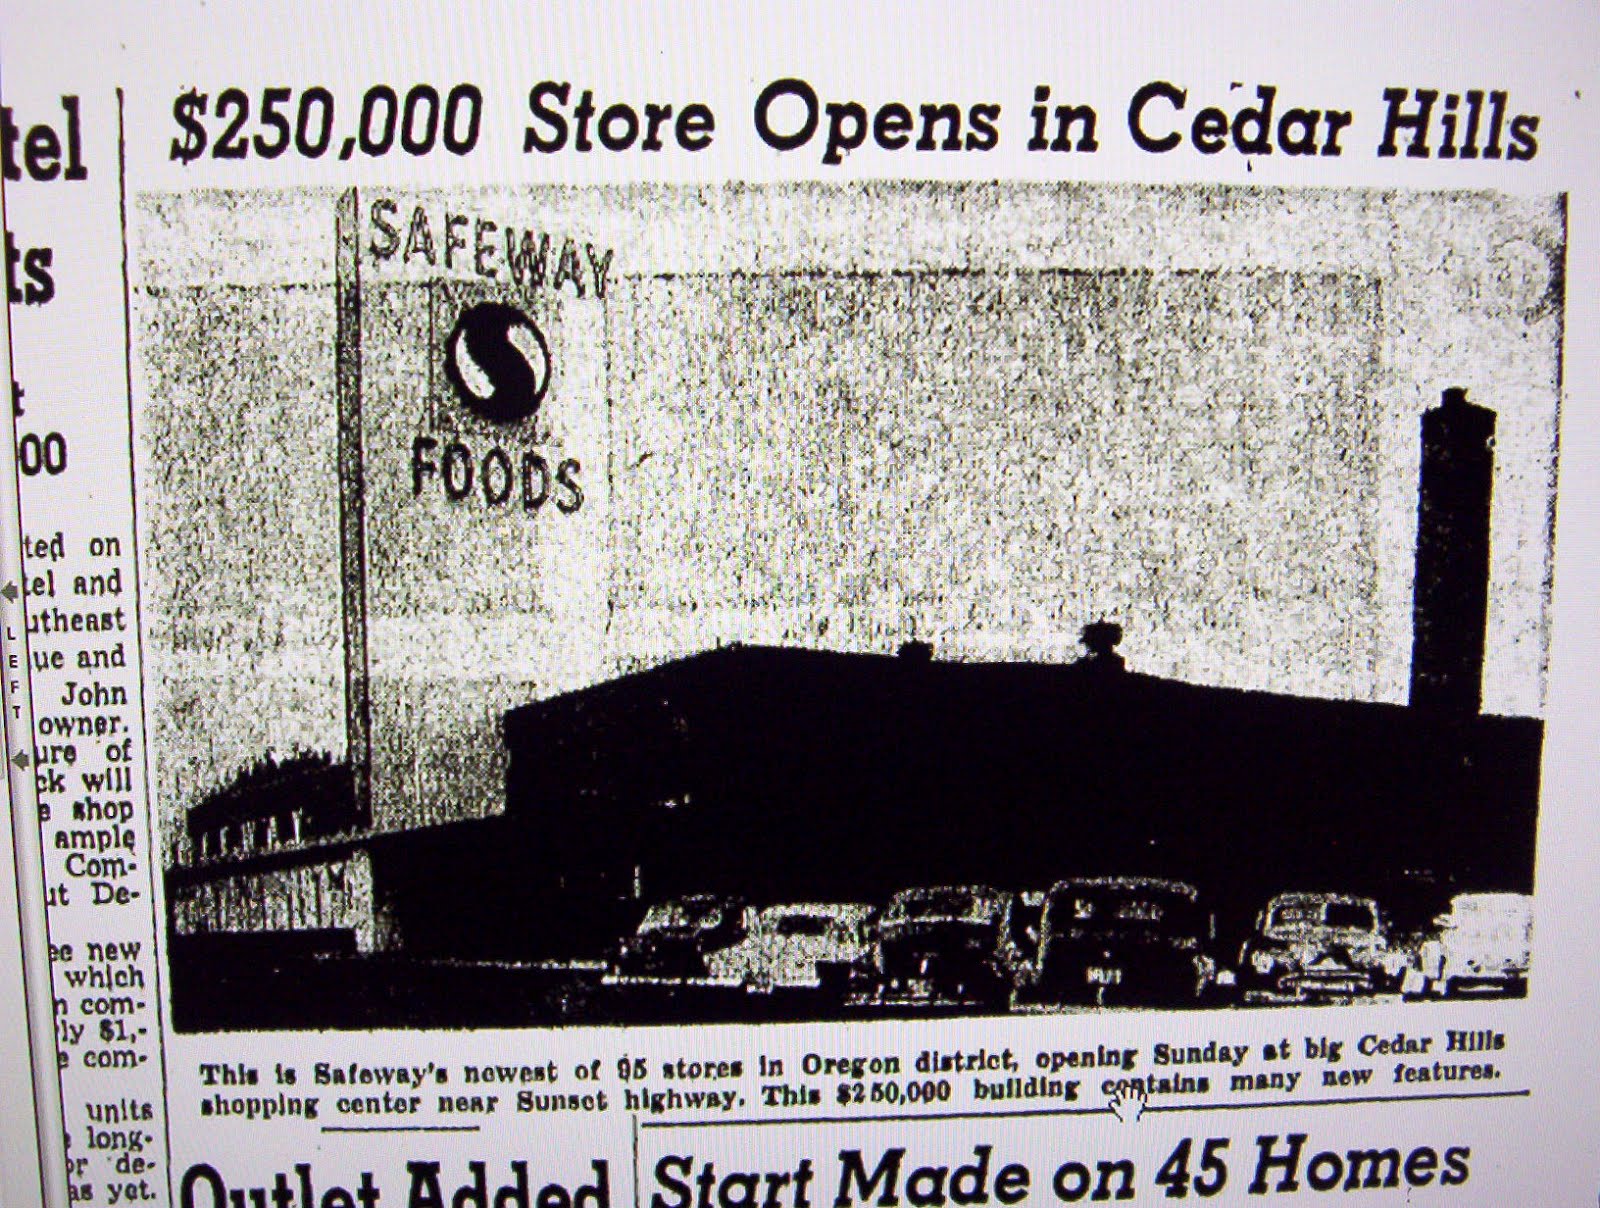 $250,000 Store Opens in Cedar Hills
tel
ts
00
ted on
tel and
utheast
ue and
John
owner.
ure of
ck will
e shop
ample
Com-
ut De-
ee new
which
n com-
ly $1,-
e com-
units
long-
or de-
as yet.
LEFT
SAFEWAY
S
FOODS
This is Safeway's newest of 95 stores in Oregon district, opening Sunday at big Cedar Hills
shopping center near Sunset highway. This $250,000 building contains many new features.
Outlet Added
Start Made on 45 Homes